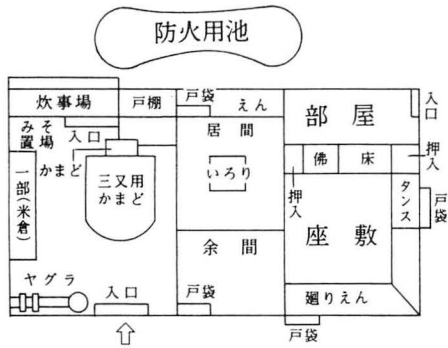 防火用池
炊事場
戸棚
戸袋
えん
部屋
入口
みそ置場
入口
居間
押入
かまど
三又用かまど
いろり
佛
床
押入
一部(米倉)
タンス
戸袋
余間
座敷
ヤグラ
入口
戸袋
廻りえん
戸袋